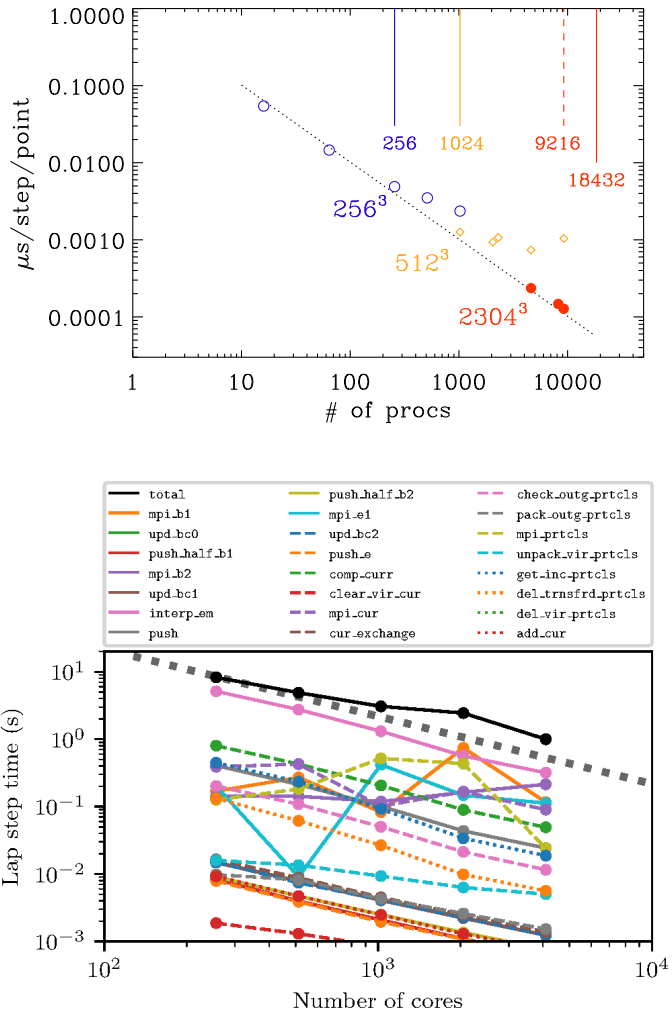 1.0000
0.1000
0.0100
0.0010
0.0001
μs/step/point
256
1024
9216
18432
256³
512³
2304³
1
10
100
1000
10000
# of procs
total
mpi_b1
upd_bc0
push_half_b1
mpi_b2
upd_bc1
interp_em
push
push_half_b2
mpi_e1
upd_bc2
push_e
comp_curr
clear_vir_cur
mpi_cur
cur_exchange
check_outg_prtcls
pack_outg_prtcls
mpi_prtcls
unpack_vir_prtcls
get_inc_prtcls
del_trnsfrd_prtcls
del_vir_prtcls
add_cur
10¹
10⁰
10⁻¹
10⁻²
10⁻³
Lap step time (s)
10²
10³
10⁴
Number of cores